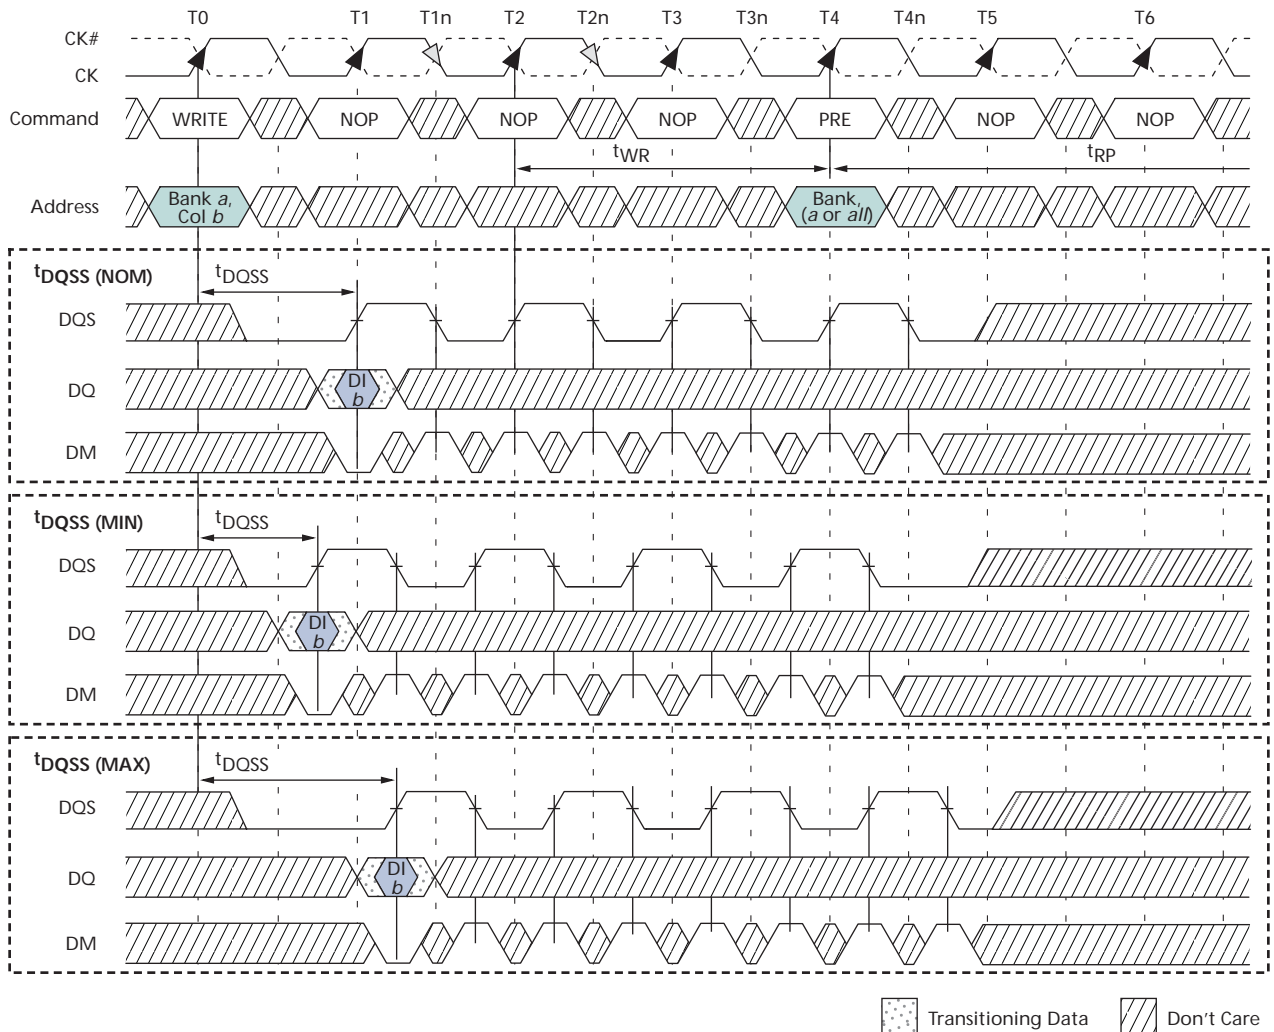 T0 T1 T1n T2 T2n T3 T3n T4 T4n T5 T6
CK#
CK
Command WRITE NOP NOP NOP PRE NOP NOP
tWR tRP
Address Bank a, Col b Bank, (a or all)
tDQSS (NOM) tDQSS
DQS
DQ DI b
DM
tDQSS (MIN) tDQSS
DQS
DQ DI b
DM
tDQSS (MAX) tDQSS
DQS
DQ DI b
DM
Transitioning Data Don't Care